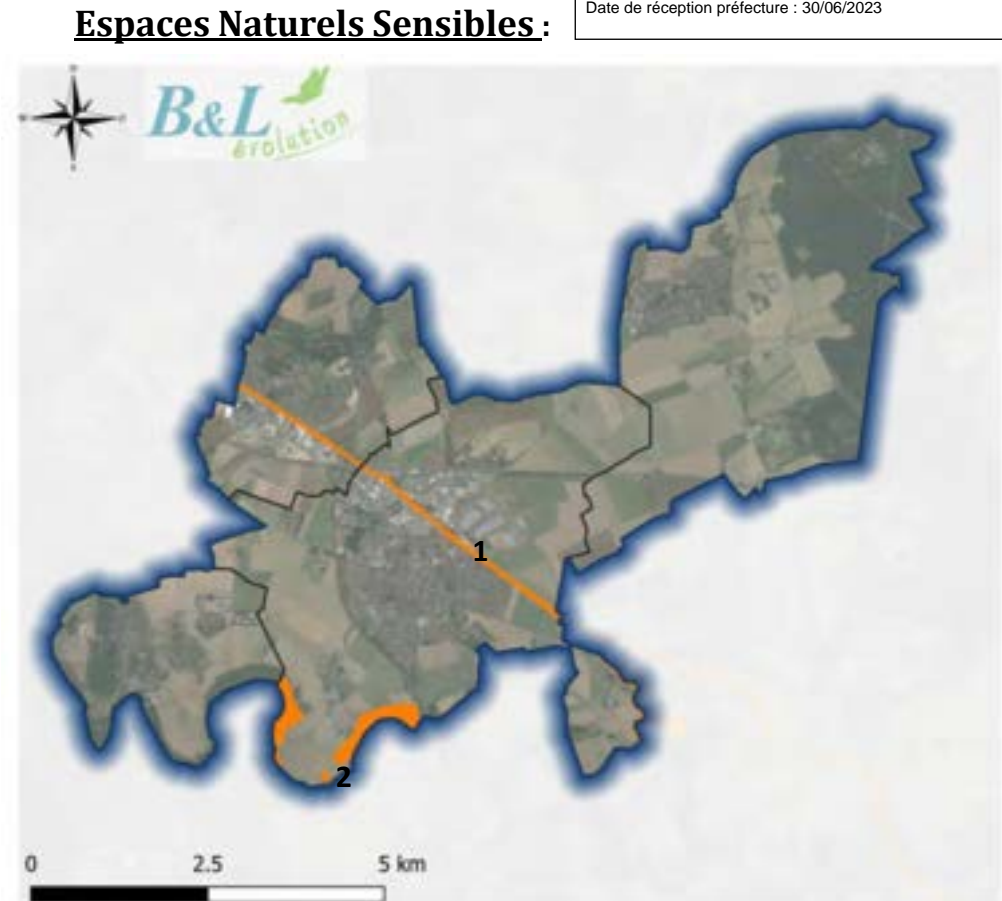 Date de réception préfecture : 30/06/2023
Espaces Naturels Sensibles :
B&L
évolution
1
2
0 2.5 5 km